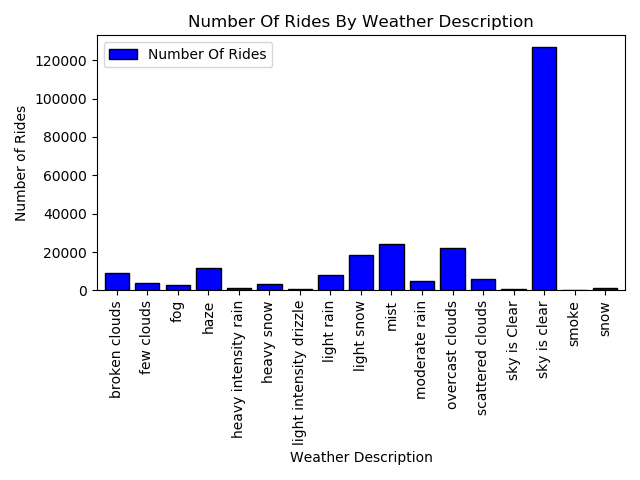 Number Of Rides By Weather Description
Number Of Rides
120000
100000
80000
60000
40000
20000
0
Number of Rides
broken clouds
few clouds
fog
haze
heavy intensity rain
heavy snow
light intensity drizzle
light rain
light snow
mist
moderate rain
overcast clouds
scattered clouds
sky is Clear
sky is clear
smoke
snow
Weather Description